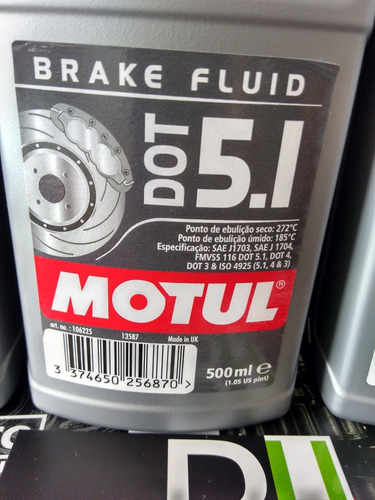 BRAKE FLUID
DOT 5.1
Ponto de ebulição seco: 272°C
Ponto de ebulição úmido: 185°C
Especificação: SAE J1703, SAE J 1704,
FMVSS 116 DOT 5.1, DOT 4,
DOT 3 & ISO 4925 (5.1, 4 & 3)
MOTUL®
art. no. : 106225 13587 Made in UK
3 374650 256870 >
500 ml e
(1.05 US pint)